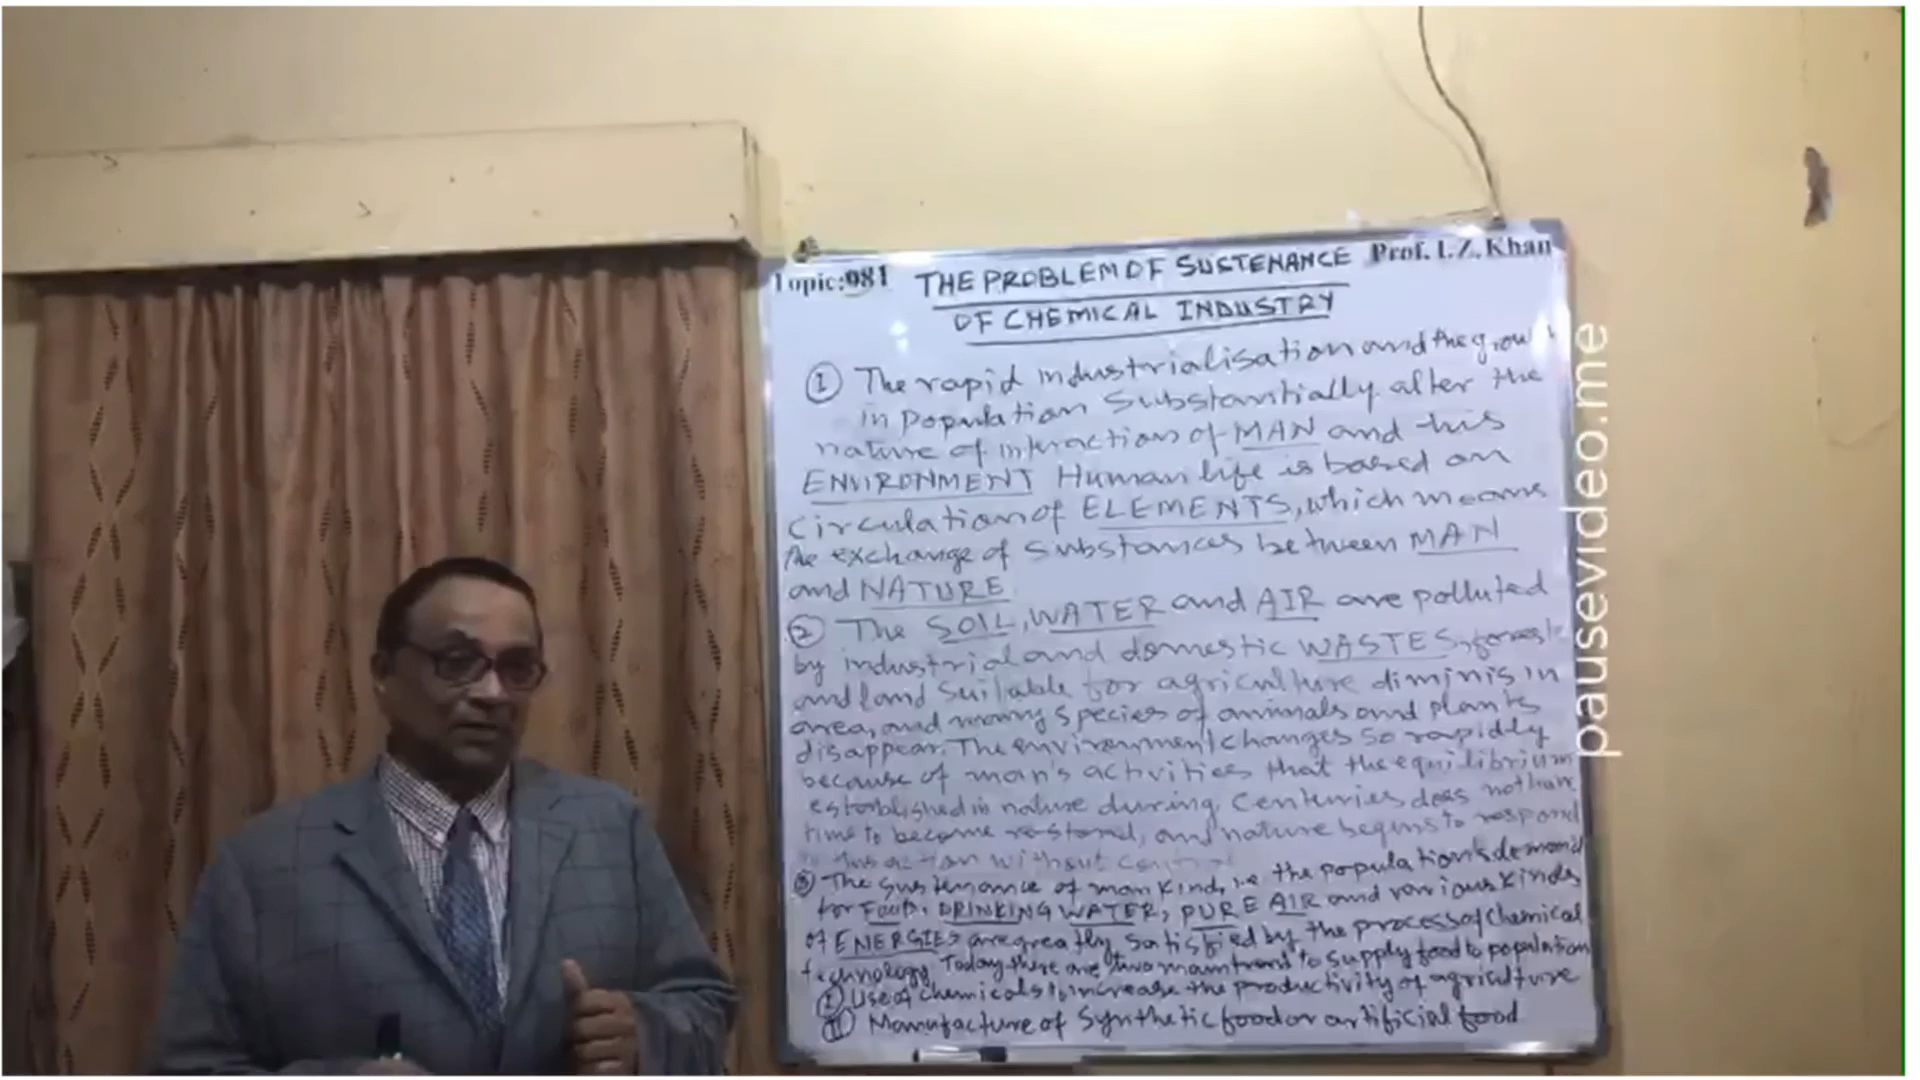 Topic:081
THE PROBLEM OF SUSTENANCE
Prof. I.Z. Khan
OF CHEMICAL INDUSTRY
① The rapid industrialisation and the growt
in population substantially alter the
nature of interactions of MAN and his
ENVIRONMENT Human life is based on
circulation of ELEMENTS, which means
the exchange of substances between MAN
and NATURE
② The SOIL, WATER and AIR are polluted
by industrial and domestic WASTES, forests
and land suitable for agriculture diminis in
area, and many species of animals and plants
disappear. The environment changes so rapidly
because of man's activities that the equilibrium
established in nature during centuries does not have
time to become restored, and nature begins to respond
action without control
③ The sustenance of mankind, i.e. the population's demand
for Food, DRINKING WATER, PURE AIR and various kinds
of ENERGIES are greatly satisfied by the process of chemical
technology. Today there are two main trend to supply food to population
Ⓘ Use of chemicals to increase the productivity of agriculture
Ⓘ Manufacture of synthetic food or artificial food
pausevideo.me